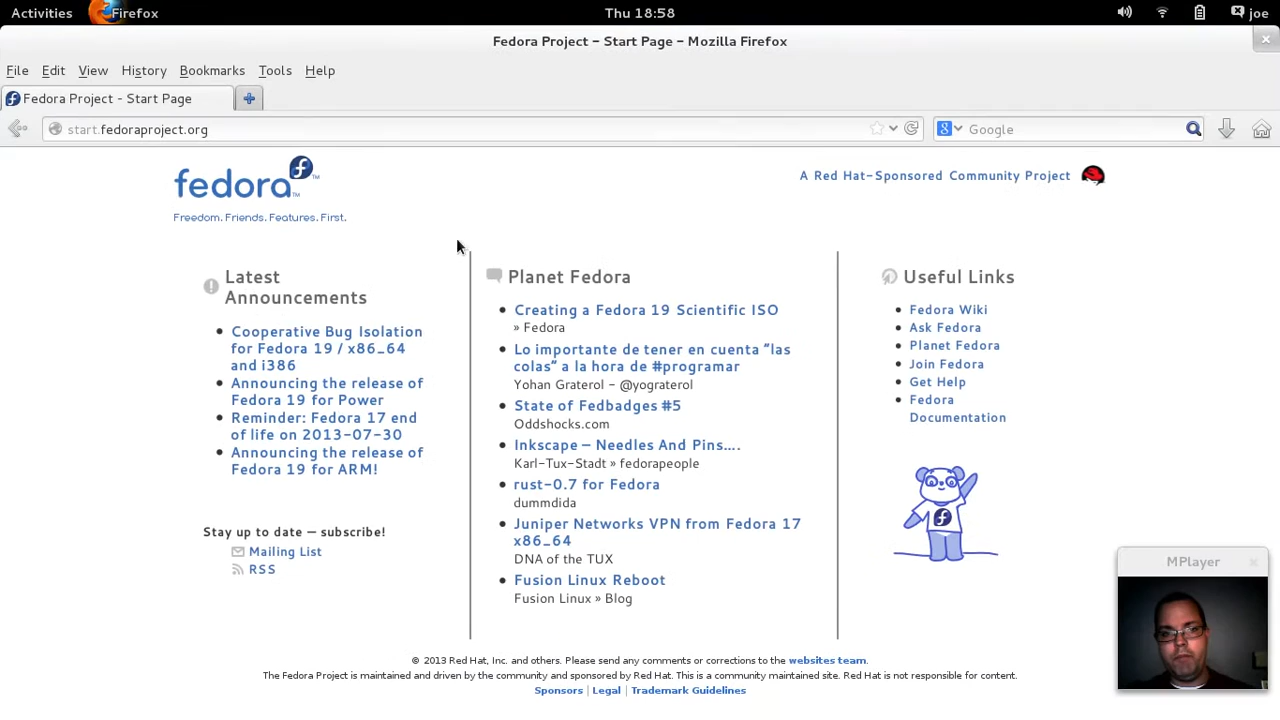 Activities Firefox Thu 18:58 joe
Fedora Project – Start Page – Mozilla Firefox
File Edit View History Bookmarks Tools Help
Fedora Project - Start Page
start.fedoraproject.org Google
fedora™
Freedom. Friends. Features. First.
A Red Hat-Sponsored Community Project
Latest
Announcements
Cooperative Bug Isolation
for Fedora 19 / x86_64
and i386
Announcing the release of
Fedora 19 for Power
Reminder: Fedora 17 end
of life on 2013-07-30
Announcing the release of
Fedora 19 for ARM!
Stay up to date — subscribe!
Mailing List
RSS
Planet Fedora
Creating a Fedora 19 Scientific ISO
» Fedora
Lo importante de tener en cuenta “las
colas” a la hora de #programar
Yohan Graterol – @yograterol
State of Fedbadges #5
Oddshocks.com
Inkscape – Needles And Pins….
Karl-Tux-Stadt » fedorapeople
rust-0.7 for Fedora
dummdida
Juniper Networks VPN from Fedora 17
x86_64
DNA of the TUX
Fusion Linux Reboot
Fusion Linux » Blog
Useful Links
Fedora Wiki
Ask Fedora
Planet Fedora
Join Fedora
Get Help
Fedora
Documentation
MPlayer
© 2013 Red Hat, Inc. and others. Please send any comments or corrections to the websites team.
The Fedora Project is maintained and driven by the community and sponsored by Red Hat. This is a community maintained site. Red Hat is not responsible for content.
Sponsors | Legal | Trademark Guidelines